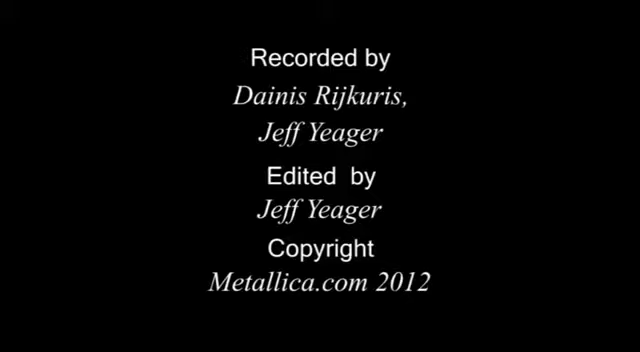 Recorded by
Dainis Rijkuris,
Jeff Yeager
Edited by
Jeff Yeager
Copyright
Metallica.com 2012